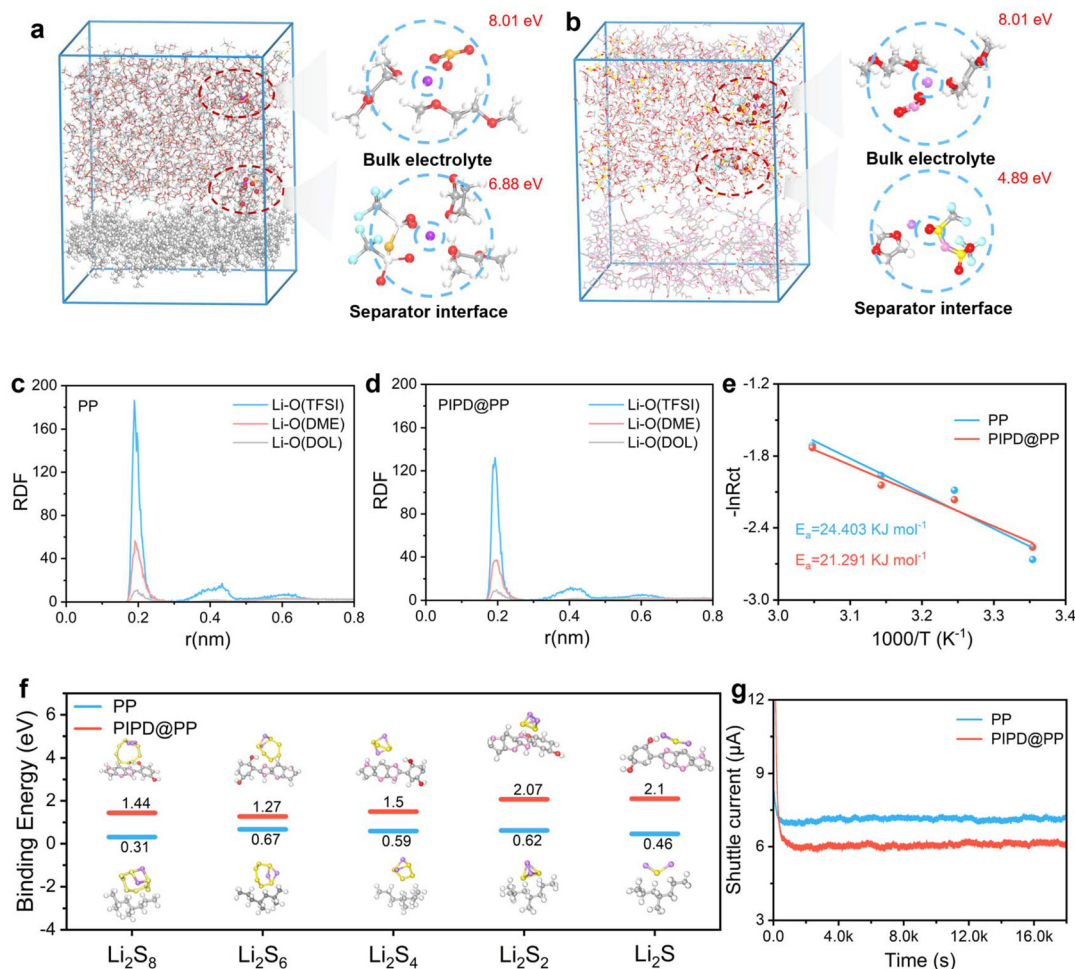 a
8.01 eV
Bulk electrolyte
6.88 eV
Separator interface
b
8.01 eV
Bulk electrolyte
4.89 eV
Separator interface
c
PP
Li-O(TFSI)
Li-O(DME)
Li-O(DOL)
RDF
200
160
120
80
40
0
0.0 0.2 0.4 0.6 0.8
r(nm)
d
PIPD@PP
Li-O(TFSI)
Li-O(DME)
Li-O(DOL)
RDF
200
160
120
80
40
0
0.0 0.2 0.4 0.6 0.8
r(nm)
e
PP
PIPD@PP
-lnRct
-1.2
-1.8
-2.4
-3.0
Eₐ=24.403 KJ mol⁻¹
Eₐ=21.291 KJ mol⁻¹
3.0 3.1 3.2 3.3 3.4
1000/T (K⁻¹)
f
PP
PIPD@PP
Binding Energy (eV)
7
6
5
4
3
2
1
0
-1
-2
-3
-4
1.44 1.27 1.5 2.07 2.1
0.31 0.67 0.59 0.62 0.46
Li₂S₈ Li₂S₆ Li₂S₄ Li₂S₂ Li₂S
g
PP
PIPD@PP
Shuttle current (μA)
12
9
6
3
0.0 4.0k 8.0k 12.0k 16.0k
Time (s)